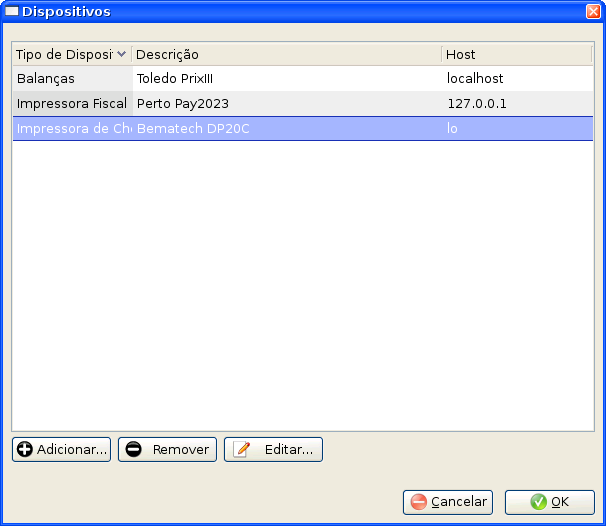 Dispositivos
Tipo de Disposi Descrição Host
Balanças Toledo PrixIII localhost
Impressora Fiscal Perto Pay2023 127.0.0.1
Impressora de Ch Bematech DP20C lo
Adicionar... Remover Editar...
Cancelar OK